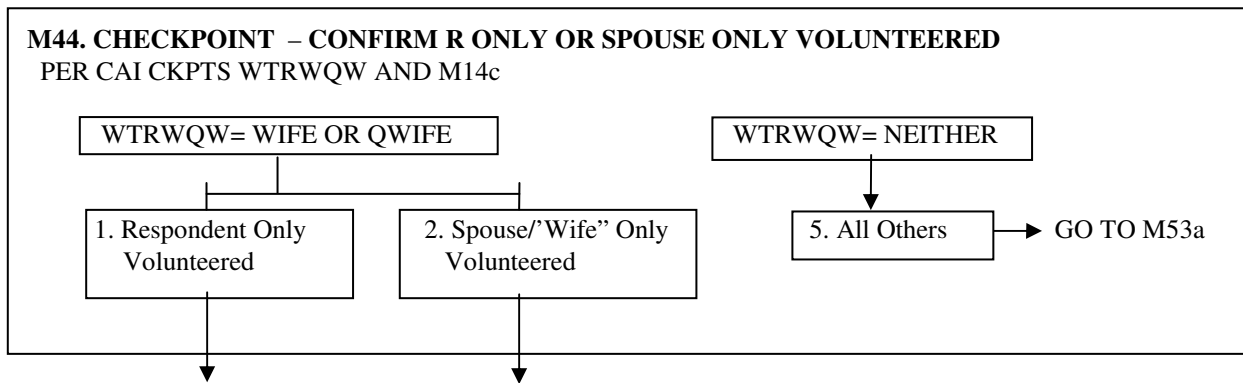 M44. CHECKPOINT – CONFIRM R ONLY OR SPOUSE ONLY VOLUNTEERED
PER CAI CKPTS WTRWQW AND M14c
WTRWQW= WIFE OR QWIFE
WTRWQW= NEITHER
1. Respondent Only
Volunteered
2. Spouse/'Wife” Only
Volunteered
5. All Others
GO TO M53a